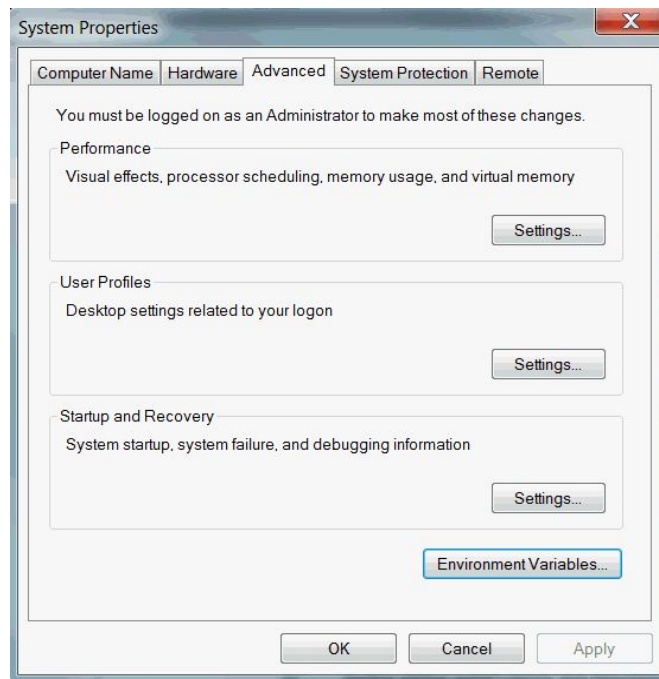 System Properties
X
Computer Name Hardware Advanced System Protection Remote
You must be logged on as an Administrator to make most of these changes.
Performance
Visual effects, processor scheduling, memory usage, and virtual memory
Settings...
User Profiles
Desktop settings related to your logon
Settings...
Startup and Recovery
System startup, system failure, and debugging information
Settings...
Environment Variables...
OK Cancel Apply